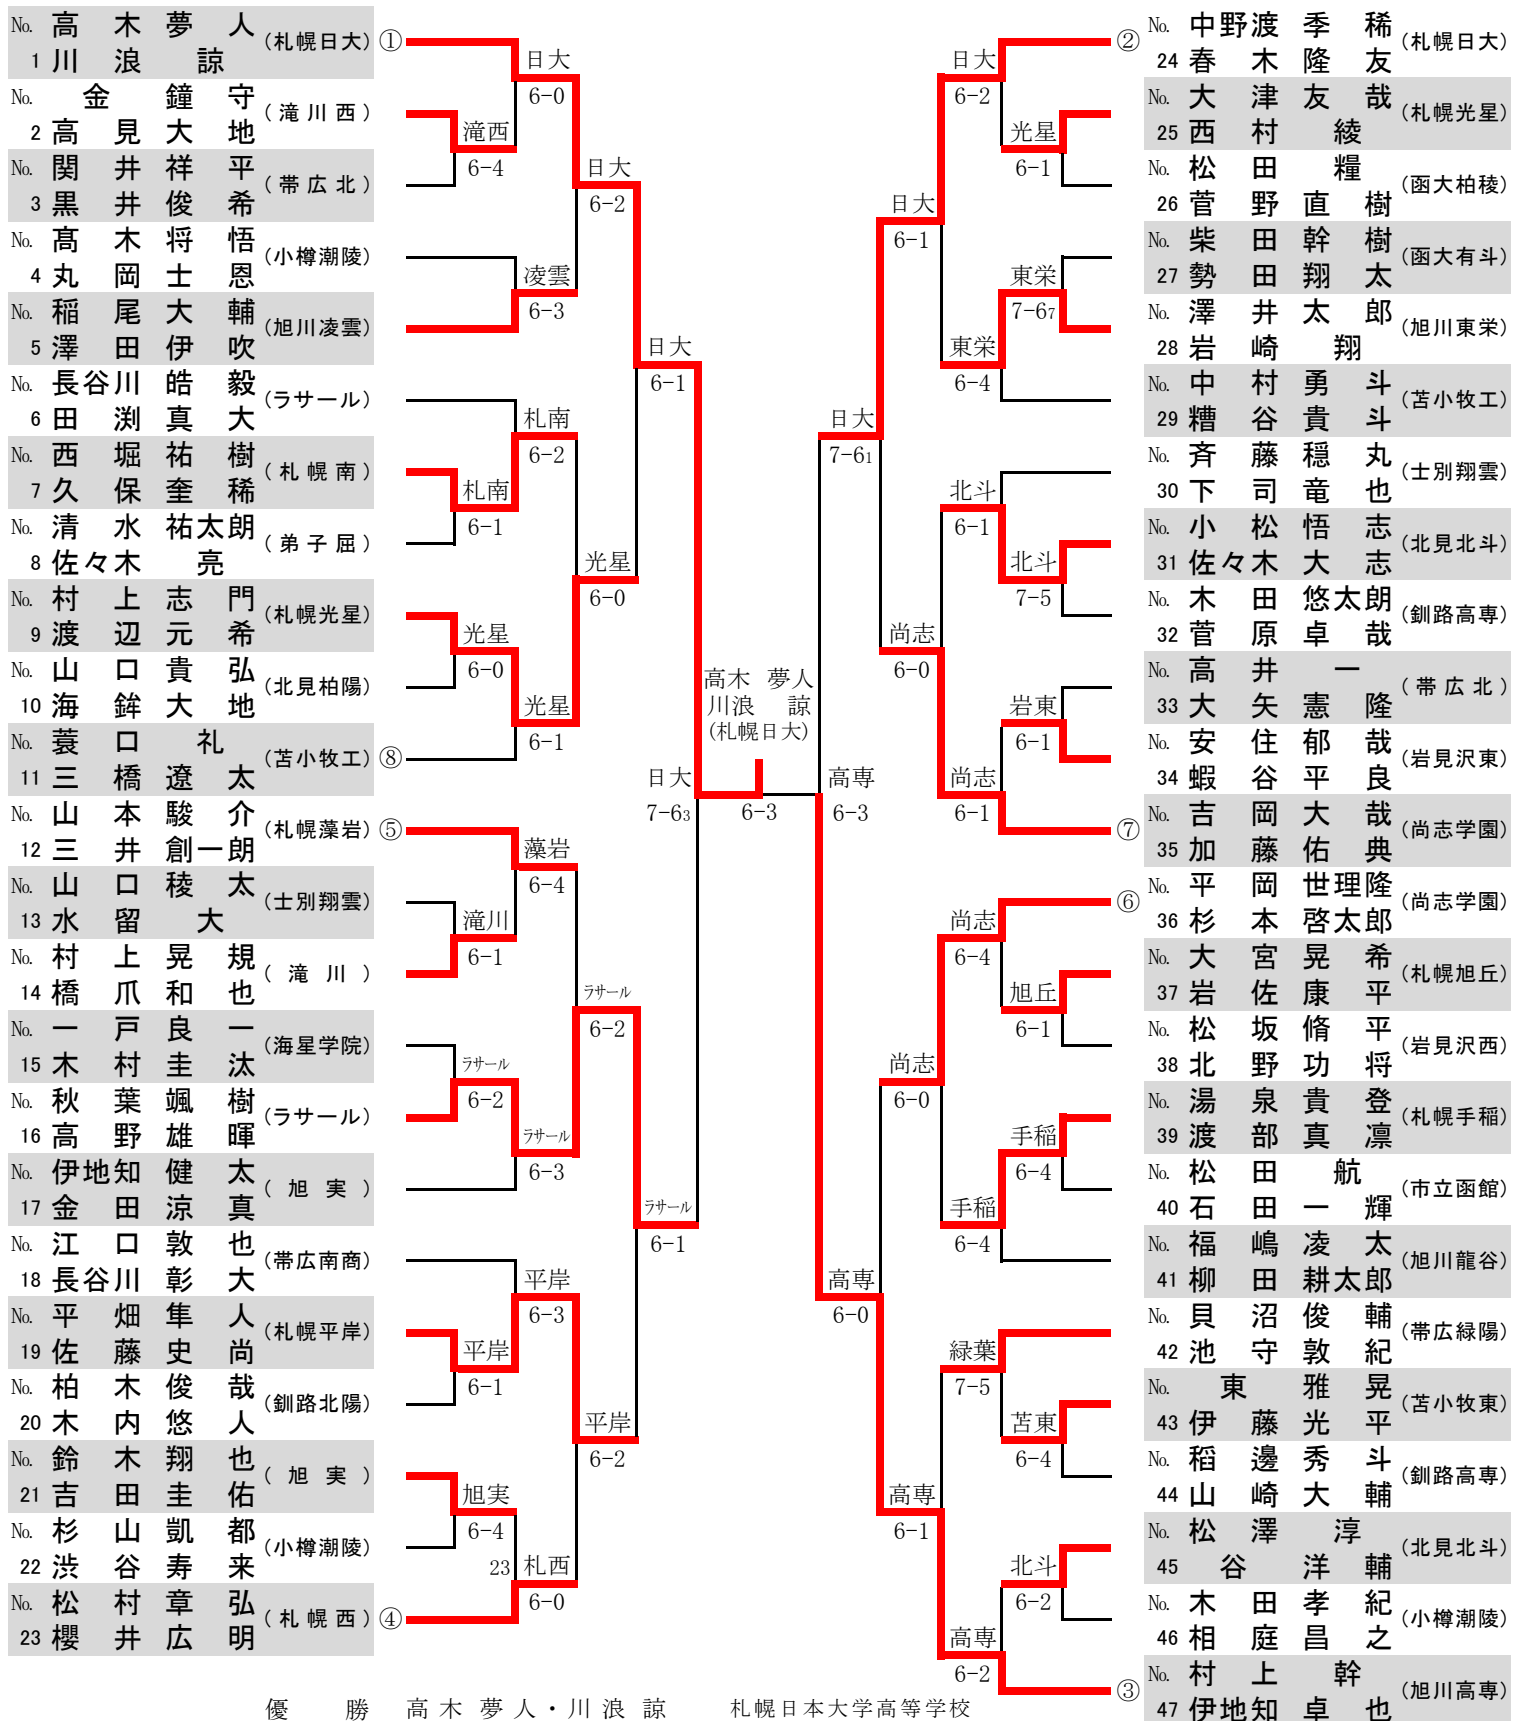 No. 高木夢人
1 川浪諒
(札幌日大) ①
No. 金鐘守
2 高見大地
(滝川西)
No. 関井祥平
3 黒井俊希
(帯広北)
No. 髙木将悟
4 丸岡士恩
(小樽潮陵)
No. 稲尾大輔
5 澤田伊吹
(旭川凌雲)
No. 長谷川皓毅
6 田渕真大
(ラサール)
No. 西堀祐樹
7 久保奎稀
(札幌南)
No. 清水祐太朗
8 佐々木亮
(弟子屈)
No. 村上志門
9 渡辺元希
(札幌光星)
No. 山口貴弘
10 海鉾大地
(北見柏陽)
No. 蓑口礼
11 三橋遼太
(苫小牧工) ⑧
No. 山本駿介
12 三井創一朗
(札幌藻岩) ⑤
No. 山口稜太
13 水留大
(士別翔雲)
No. 村上晃規
14 橋爪和也
(滝川)
No. 一戸良一
15 木村圭汰
(海星学院)
No. 秋葉颯樹
16 高野雄暉
(ラサール)
No. 伊地知健太
17 金田涼真
(旭実)
No. 江口敦也
18 長谷川彰大
(帯広南商)
No. 平畑隼人
19 佐藤史尚
(札幌平岸)
No. 柏木俊哉
20 木内悠人
(釧路北陽)
No. 鈴木翔也
21 吉田圭佑
(旭実)
No. 杉山凱都
22 渋谷寿来
(小樽潮陵)
No. 松村章弘
23 櫻井広明
(札幌西) ④
滝西
6-4
札南
6-1
光星
6-0
滝川
6-1
ラサール
6-2
平岸
6-1
旭実
6-4
日大
6-0
凌雲
6-3
札南
6-2
光星
6-1
藻岩
6-4
ラサール
6-3
平岸
6-3
23 札西
6-0
日大
6-2
光星
6-0
ラサール
6-2
平岸
6-2
日大
6-1
ラサール
6-1
日大
7-63
高木 夢人
川浪 諒
(札幌日大)
6-3
高専
6-3
日大
7-61
高専
6-0
日大
6-1
尚志
6-0
尚志
6-0
高専
6-1
日大
6-2
東栄
6-4
北斗
6-1
尚志
6-1
尚志
6-4
手稲
6-4
緑葉
7-5
高専
6-2
光星
6-1
東栄
7-67
北斗
7-5
岩東
6-1
旭丘
6-1
手稲
6-4
苫東
6-4
北斗
6-2
② No. 中野渡季稀
24 春木隆友
(札幌日大)
No. 大津友哉
25 西村綾
(札幌光星)
No. 松田糧
26 菅野直樹
(函大柏稜)
No. 柴田幹樹
27 勢田翔太
(函大有斗)
No. 澤井太郎
28 岩崎翔
(旭川東栄)
No. 中村勇斗
29 糟谷貴斗
(苫小牧工)
No. 斉藤穏丸
30 下司竜也
(士別翔雲)
No. 小松悟志
31 佐々木大志
(北見北斗)
No. 木田悠太朗
32 菅原卓哉
(釧路高専)
No. 高井一
33 大矢憲隆
(帯広北)
No. 安住郁哉
34 蝦谷平良
(岩見沢東)
⑦ No. 吉岡大哉
35 加藤佑典
(尚志学園)
⑥ No. 平岡世理隆
36 杉本啓太郎
(尚志学園)
No. 大宮晃希
37 岩佐康平
(札幌旭丘)
No. 松坂脩平
38 北野功将
(岩見沢西)
No. 湯泉貴登
39 渡部真凛
(札幌手稲)
No. 松田航
40 石田一輝
(市立函館)
No. 福嶋凌太
41 柳田耕太郎
(旭川龍谷)
No. 貝沼俊輔
42 池守敦紀
(帯広緑陽)
No. 東雅晃
43 伊藤光平
(苫小牧東)
No. 稻邊秀斗
44 山崎大輔
(釧路高専)
No. 松澤淳
45 谷洋輔
(北見北斗)
No. 木田孝紀
46 相庭昌之
(小樽潮陵)
③ No. 村上幹
47 伊地知卓也
(旭川高専)
優勝 高木夢人・川浪諒 札幌日本大学高等学校